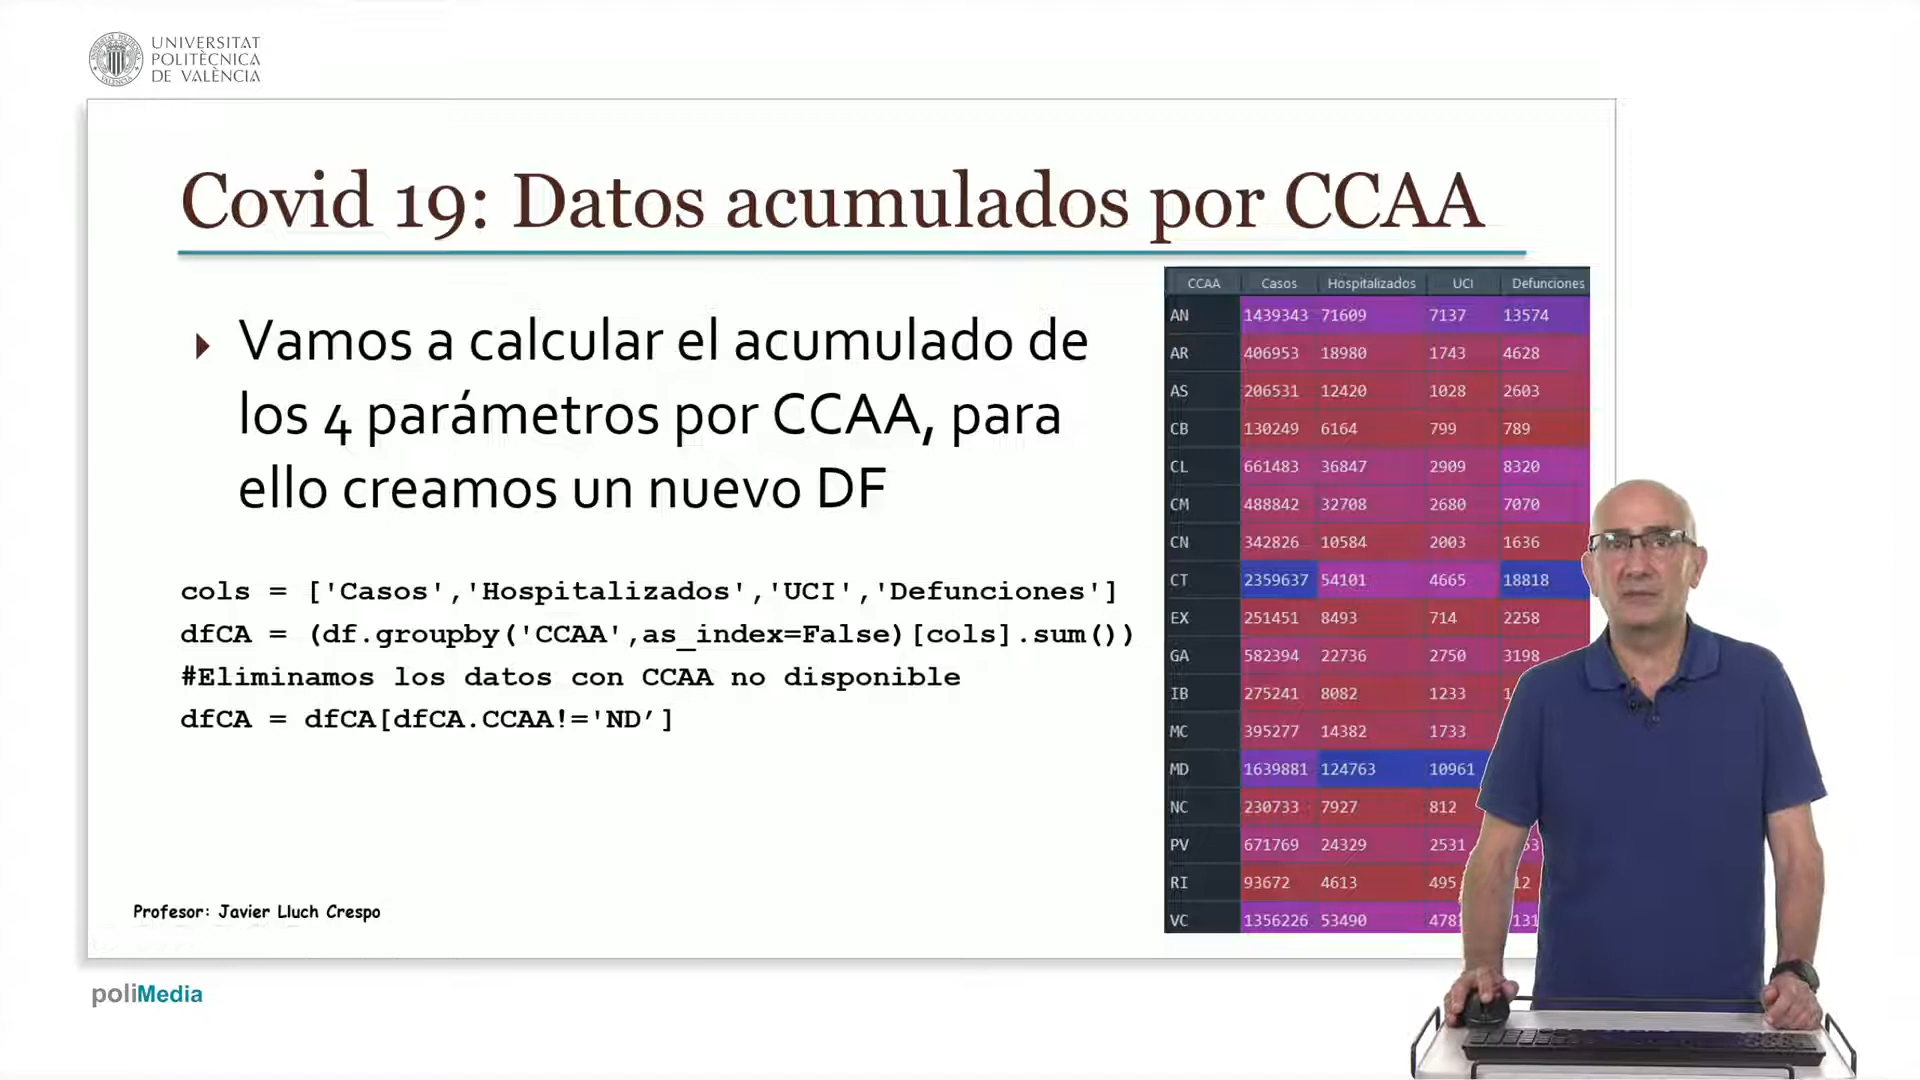 UNIVERSITAT
POLITÈCNICA
DE VALÈNCIA
Covid 19: Datos acumulados por CCAA
Vamos a calcular el acumulado de
los 4 parámetros por CCAA, para
ello creamos un nuevo DF
cols = ['Casos','Hospitalizados','UCI','Defunciones']
dfCA = (df.groupby('CCAA',as_index=False)[cols].sum())
#Eliminamos los datos con CCAA no disponible
dfCA = dfCA[dfCA.CCAA!='ND’]
CCAA Casos Hospitalizados UCI Defunciones
AN 1439343 71609 7137 13574
AR 406953 18980 1743 4628
AS 206531 12420 1028 2603
CB 130249 6164 799 789
CL 661483 36847 2909 8320
CM 488842 32708 2680 7070
CN 342826 10584 2003 1636
CT 2359637 54101 4665 18818
EX 251451 8493 714 2258
GA 582394 22736 2750 3198
IB 275241 8082 1233
MC 395277 14382 1733
MD 1639881 124763 10961
NC 230733 7927 812
PV 671769 24329 2531
RI 93672 4613 495
VC 1356226 53490
Profesor: Javier Lluch Crespo
poliMedia